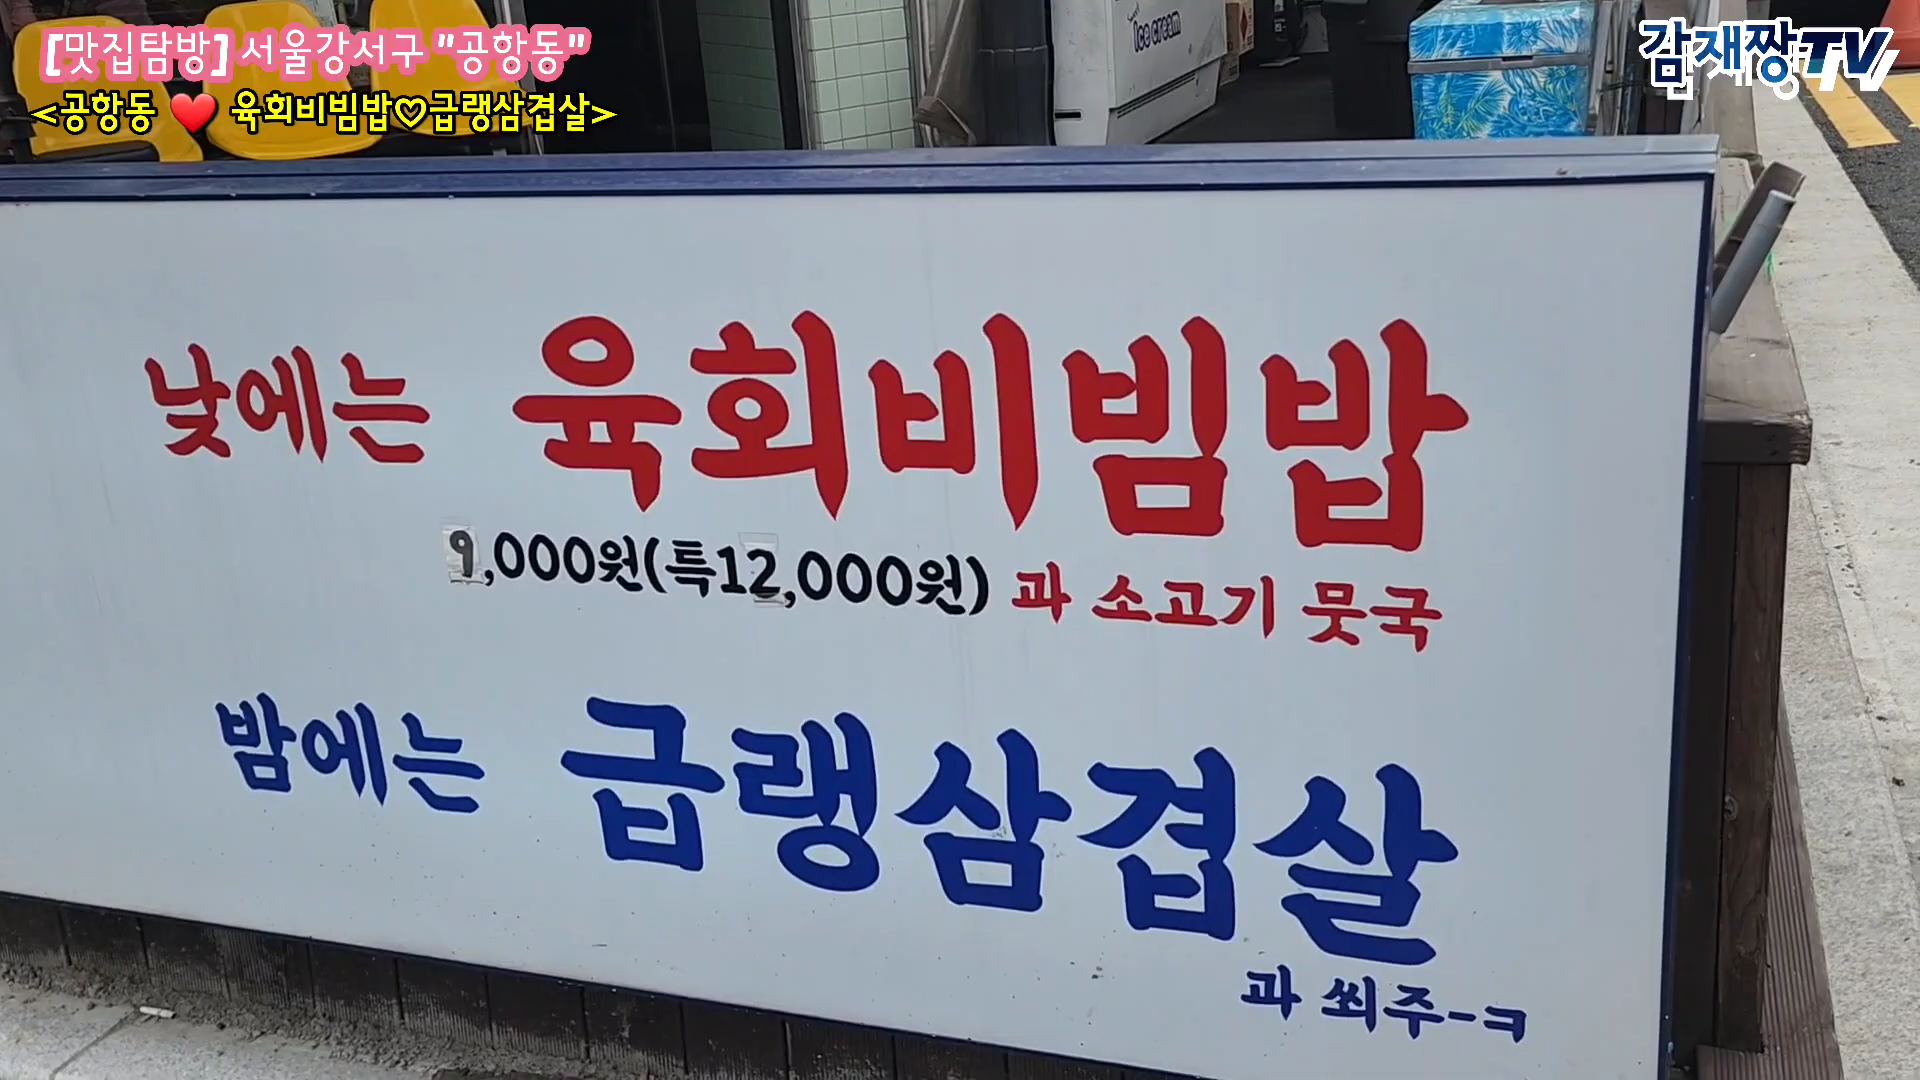 [맛집탐방] 서울강서구 "공항동"
<공항동 ❤️ 육회비빔밥♡급랭삼겹살>
감재짱TV
Ice cream
낮에는 육회비빔밥
9,000원(특12,000원) 과 소고기 뭇국
밤에는 급랭삼겹살
과 쐬주-ㅋ